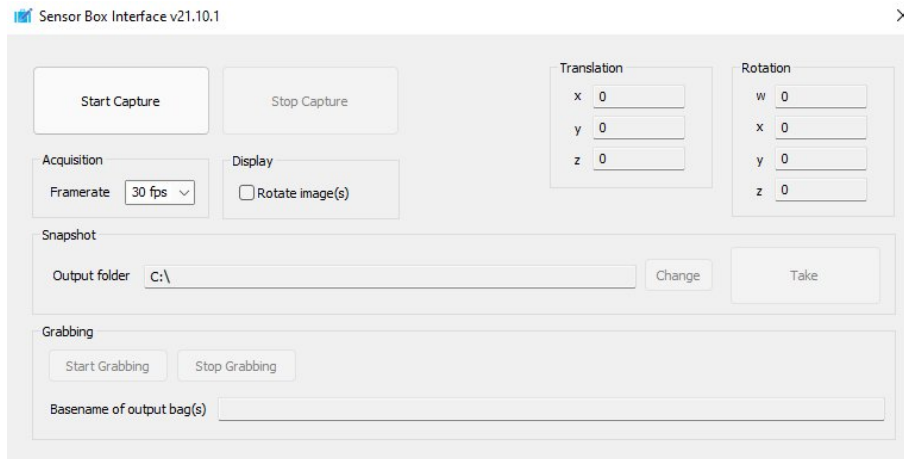 Sensor Box Interface v21.10.1
Start Capture
Stop Capture
Translation
x 0
y 0
z 0
Rotation
w 0
x 0
y 0
z 0
Acquisition
Framerate 30 fps
Display
Rotate image(s)
Snapshot
Output folder C:\ Change Take
Grabbing
Start Grabbing Stop Grabbing
Basename of output bag(s)